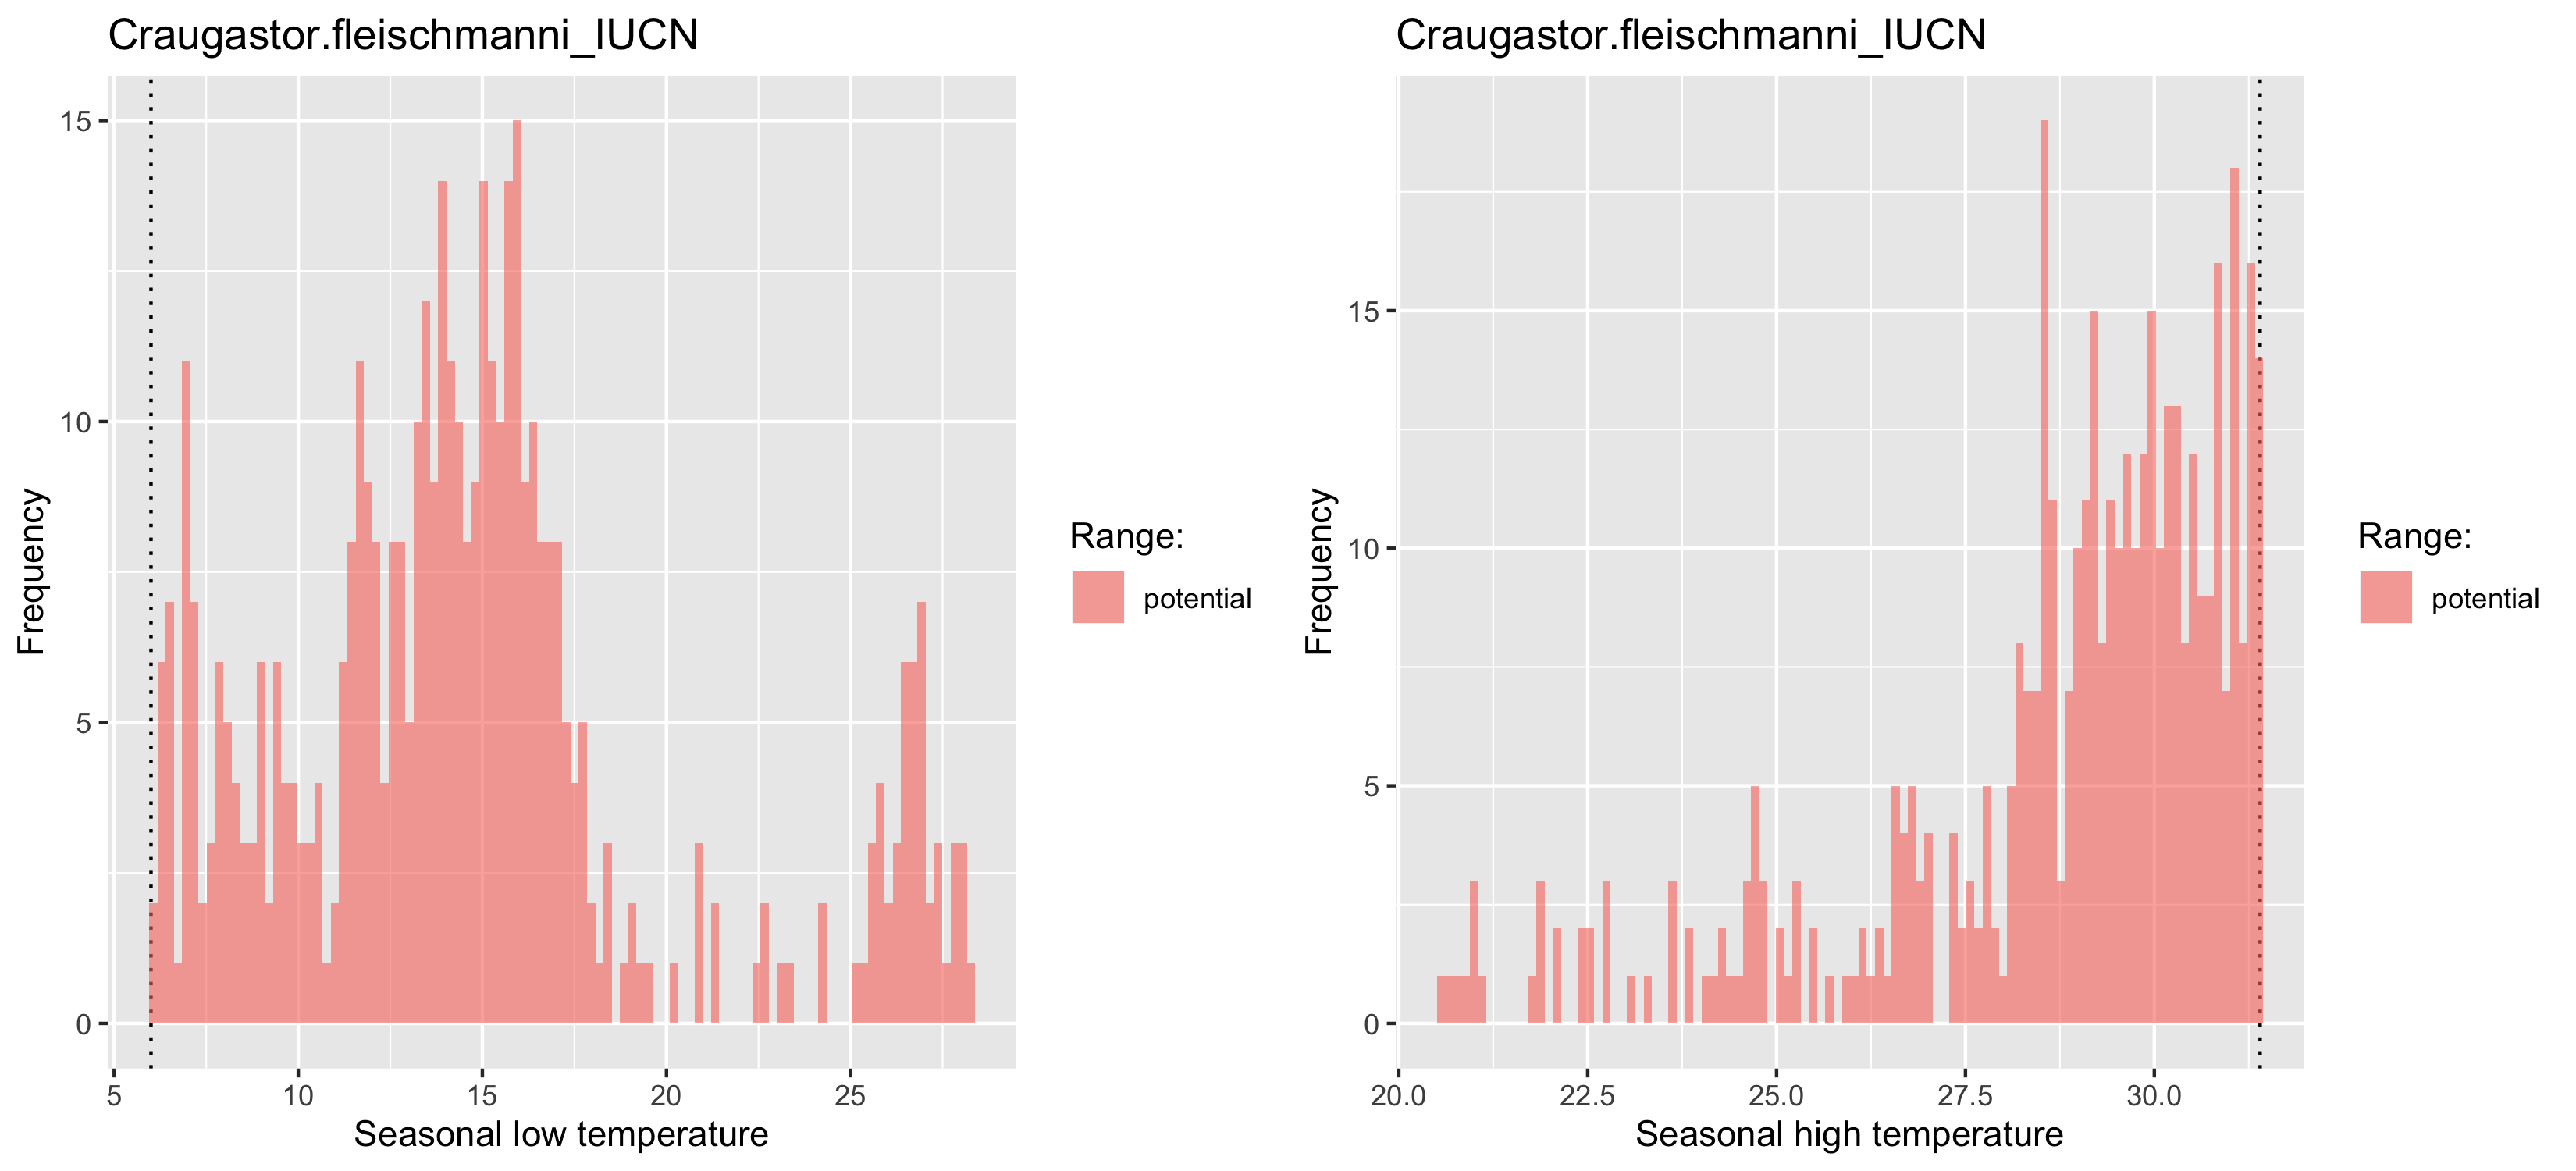 Craugastor.fleischmanni_IUCN
15
10
5
0
Frequency
5 10 15 20 25
Seasonal low temperature
Range:
potential
Craugastor.fleischmanni_IUCN
15
10
5
0
Frequency
20.0 22.5 25.0 27.5 30.0
Seasonal high temperature
Range:
potential